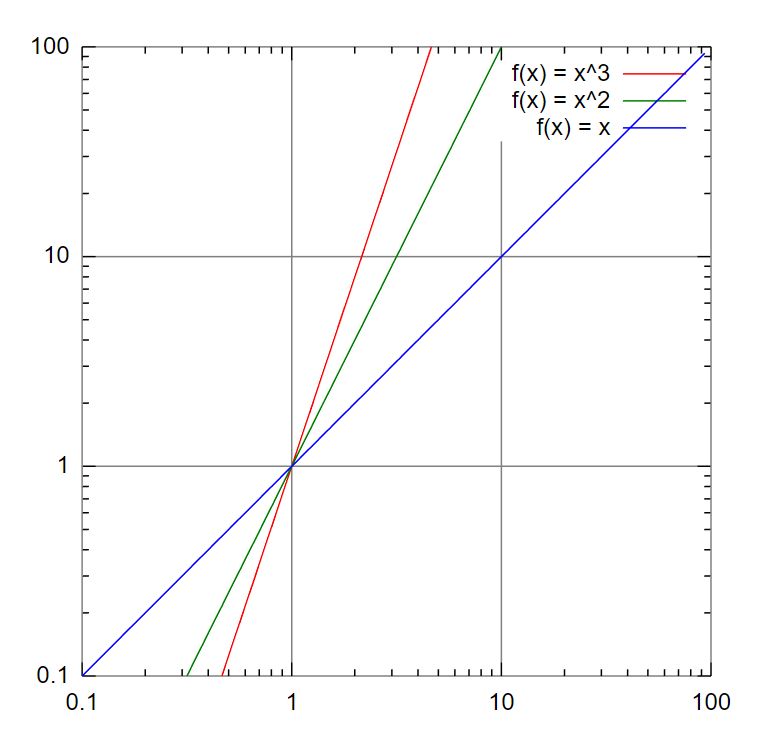 100
f(x) = x^3
f(x) = x^2
f(x) = x
10
1
0.1
0.1 1 10 100